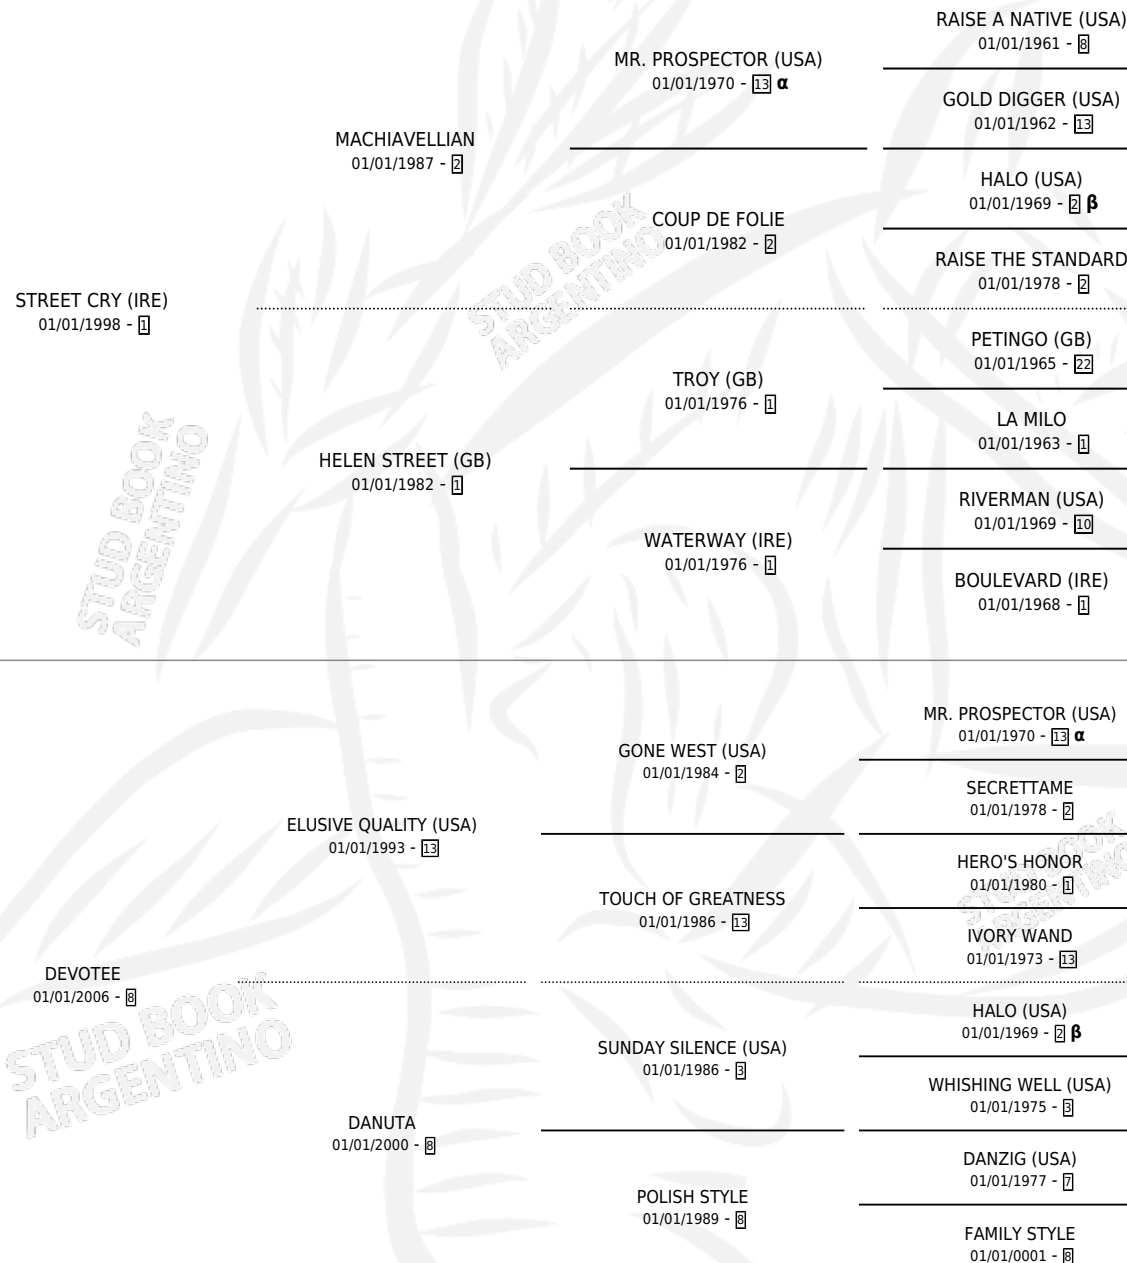 RAISE A NATIVE (USA)
01/01/1961 - 8
MR. PROSPECTOR (USA)
01/01/1970 - 13 α
GOLD DIGGER (USA)
01/01/1962 - 13
MACHIAVELLIAN
01/01/1987 - 2
HALO (USA)
01/01/1969 - 2 β
COUP DE FOLIE
01/01/1982 - 2
RAISE THE STANDARD
01/01/1978 - 2
STREET CRY (IRE)
01/01/1998 - 1
PETINGO (GB)
01/01/1965 - 22
TROY (GB)
01/01/1976 - 1
LA MILO
01/01/1963 - 1
HELEN STREET (GB)
01/01/1982 - 1
RIVERMAN (USA)
01/01/1969 - 10
WATERWAY (IRE)
01/01/1976 - 1
BOULEVARD (IRE)
01/01/1968 - 1
MR. PROSPECTOR (USA)
01/01/1970 - 13 α
GONE WEST (USA)
01/01/1984 - 2
SECRETTAME
01/01/1978 - 2
ELUSIVE QUALITY (USA)
01/01/1993 - 13
HERO'S HONOR
01/01/1980 - 1
TOUCH OF GREATNESS
01/01/1986 - 13
IVORY WAND
01/01/1973 - 13
DEVOTEE
01/01/2006 - 8
HALO (USA)
01/01/1969 - 2 β
SUNDAY SILENCE (USA)
01/01/1986 - 3
WHISHING WELL (USA)
01/01/1975 - 3
DANUTA
01/01/2000 - 8
DANZIG (USA)
01/01/1977 - 7
POLISH STYLE
01/01/1989 - 8
FAMILY STYLE
01/01/0001 - 8
STUD BOOK
ARGENTINO
STUD BOOK
ARGENTINO
STUD BOOK
ARGENTINO
STUD BOOK
ARGENTINO